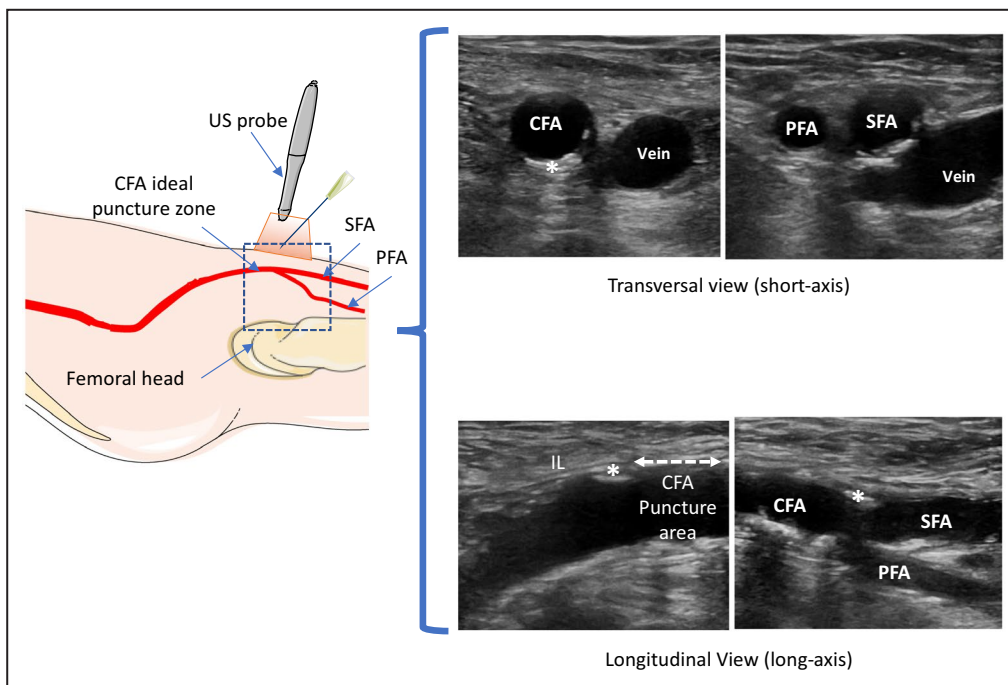 US probe
CFA ideal
puncture zone
SFA
PFA
Femoral head
CFA
*
Vein
PFA
SFA
Vein
Transversal view (short-axis)
IL
*
CFA
Puncture
area
CFA
*
SFA
PFA
Longitudinal View (long-axis)